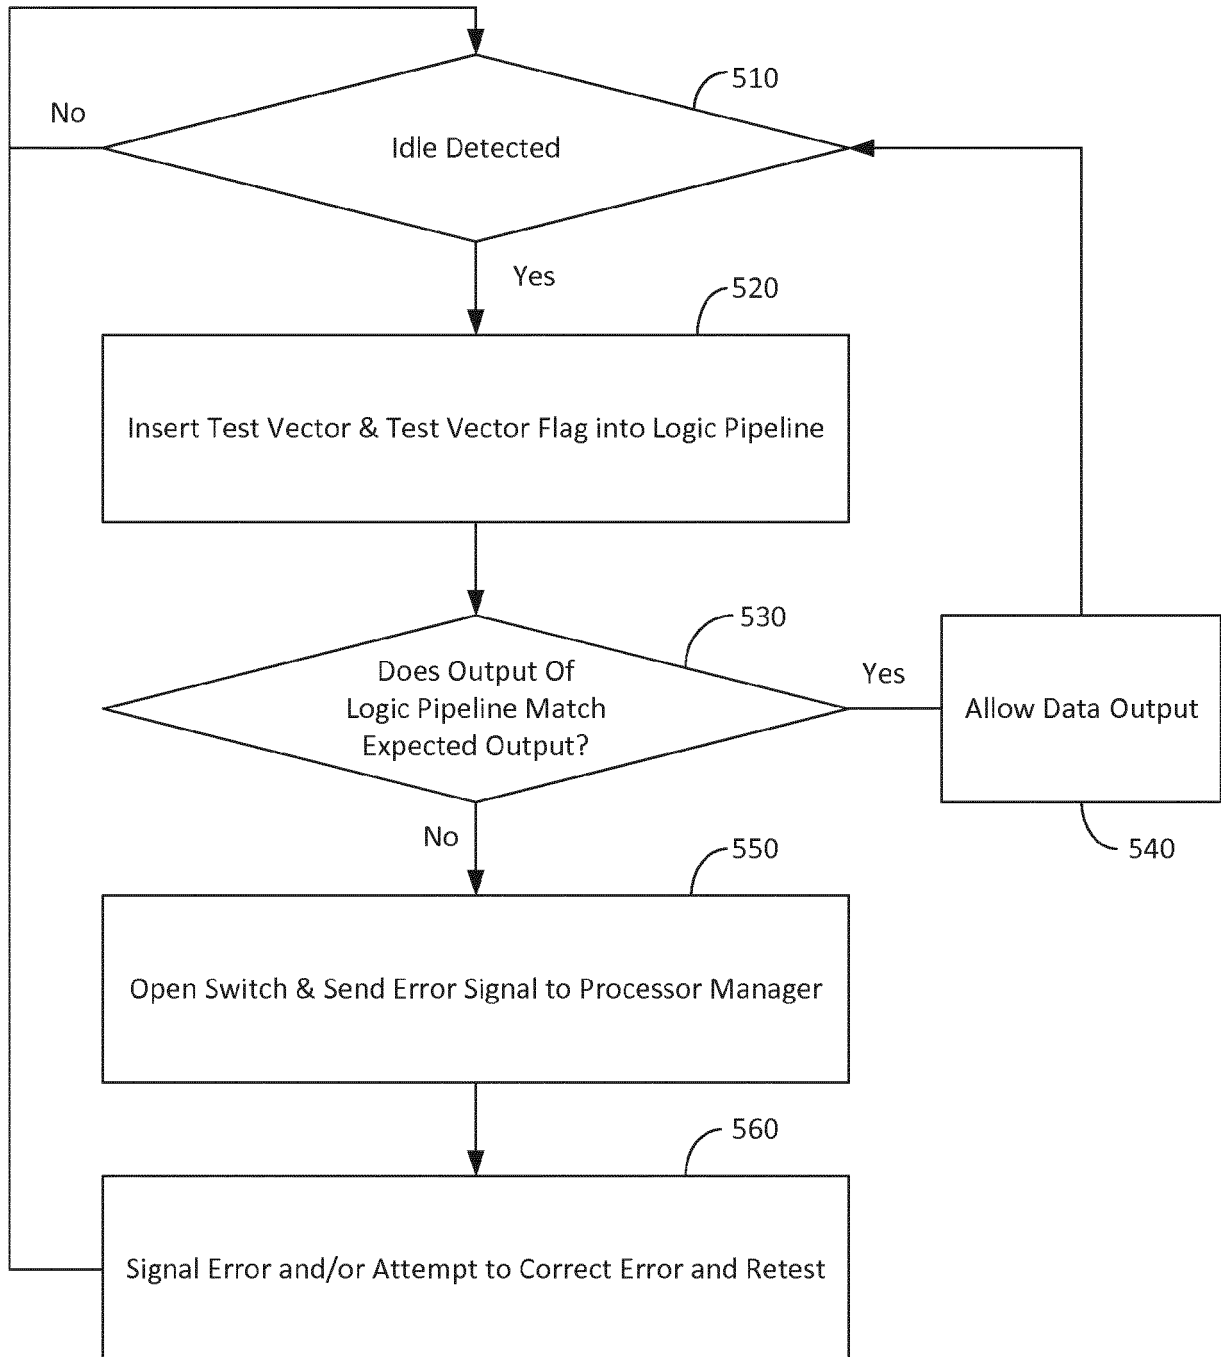 510
No
Idle Detected
Yes
520
Insert Test Vector & Test Vector Flag into Logic Pipeline
530
Does Output Of
Logic Pipeline Match
Expected Output?
Yes
Allow Data Output
No
540
550
Open Switch & Send Error Signal to Processor Manager
560
Signal Error and/or Attempt to Correct Error and Retest